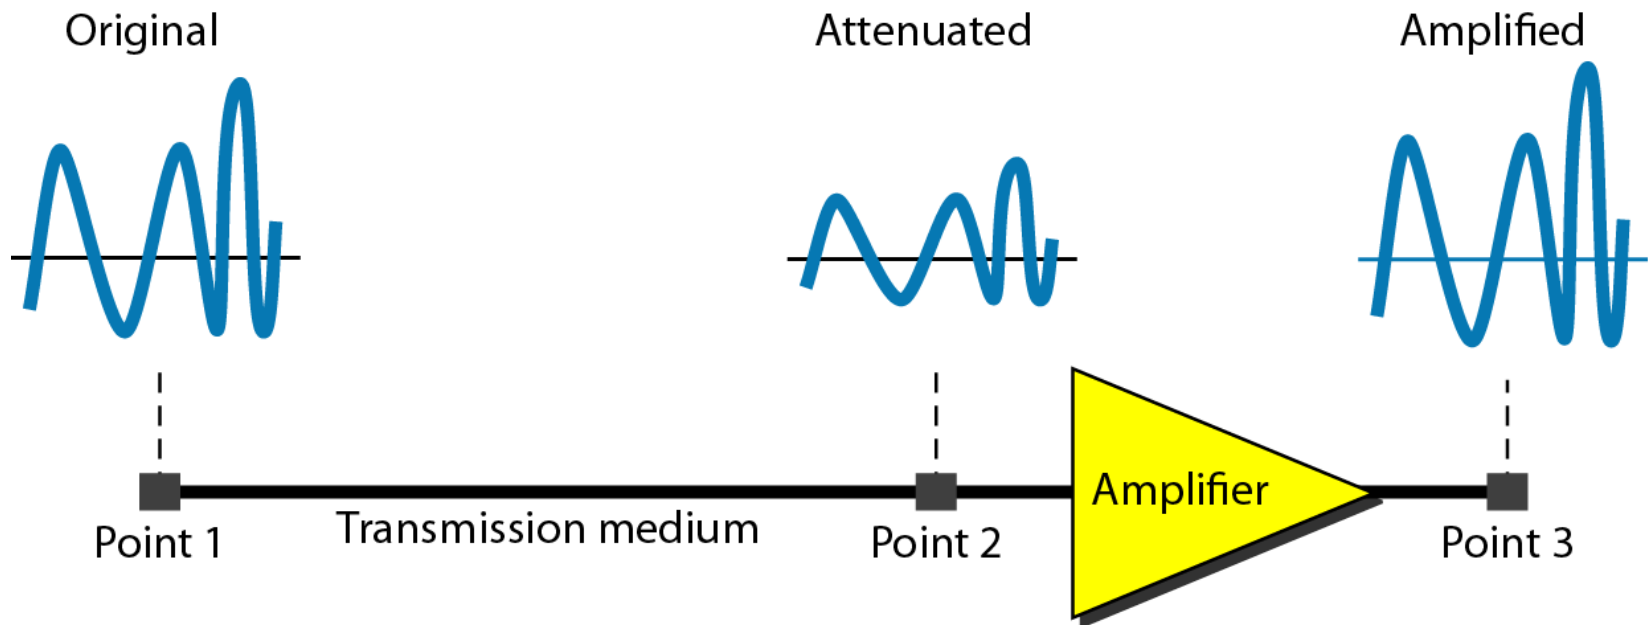 Original
Attenuated
Amplified
Amplifier
Transmission medium
Point 1
Point 2
Point 3